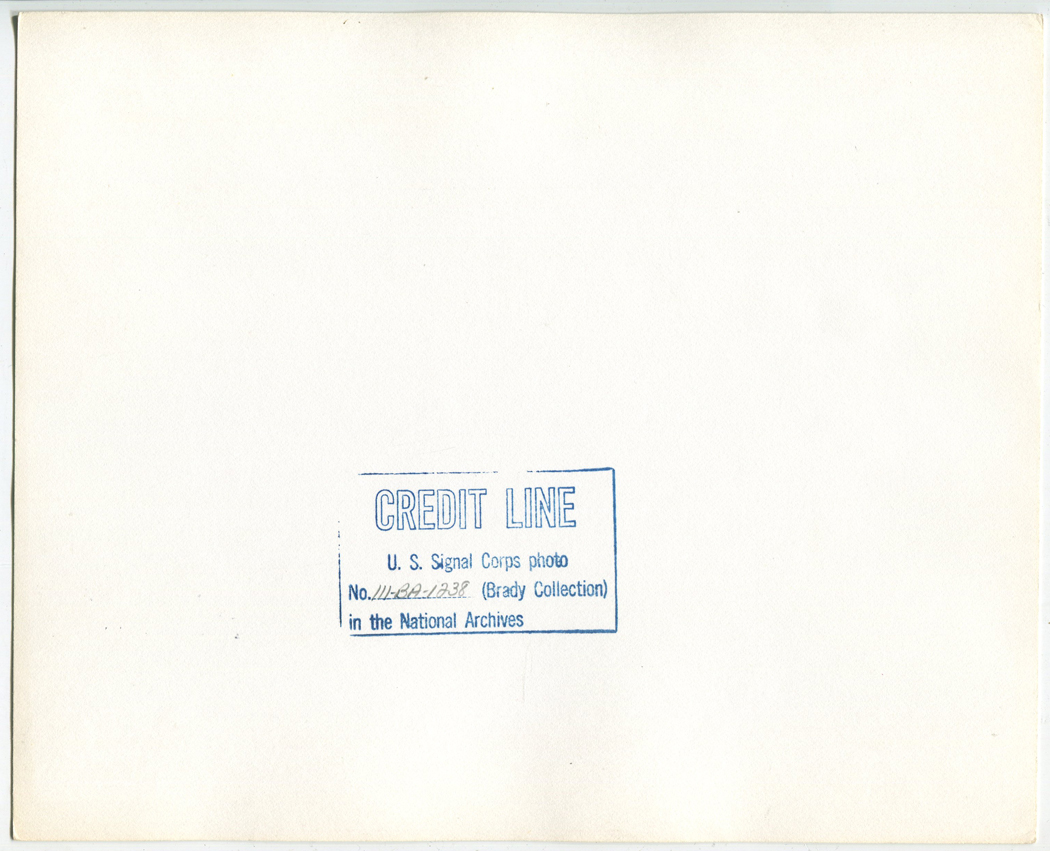 CREDIT LINE
U. S. Signal Corps photo
No. 111-BA-1238 (Brady Collection)
in the National Archives